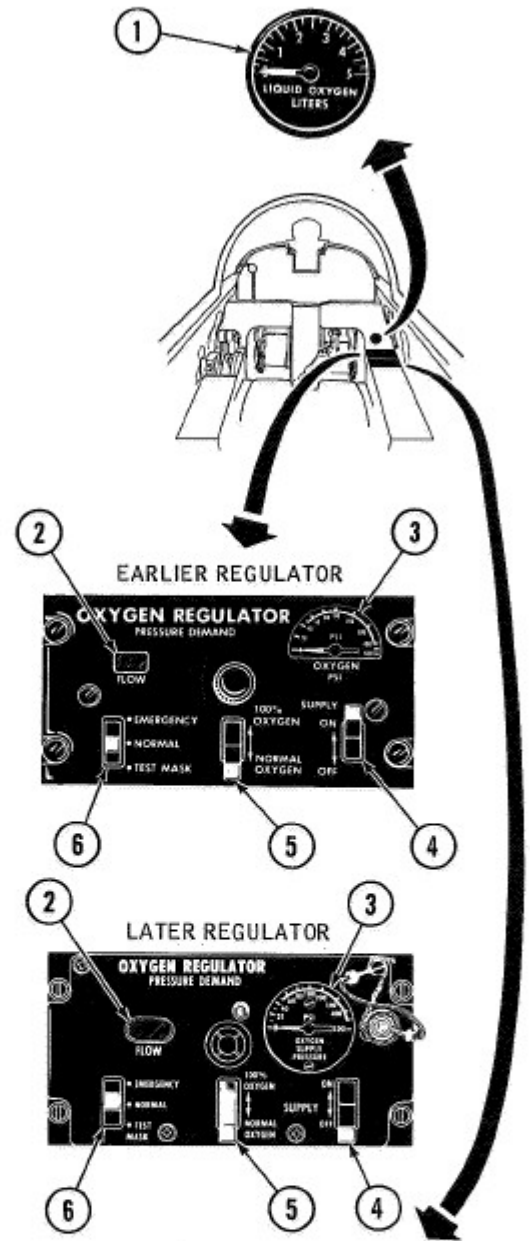 1
1 2 3 4 5
LIQUID OXYGEN
LITERS
2
3
EARLIER REGULATOR
OXYGEN REGULATOR
PRESSURE DEMAND
FLOW
PSI
OXYGEN
PSI
EMERGENCY
NORMAL
TEST MASK
100%
OXYGEN
NORMAL
OXYGEN
SUPPLY
ON
OFF
6
5
4
2
3
LATER REGULATOR
OXYGEN REGULATOR
PRESSURE DEMAND
FLOW
PSI
500
OXYGEN
SUPPLY
PRESSURE
EMERGENCY
NORMAL
TEST
MASK
100%
OXYGEN
NORMAL
OXYGEN
SUPPLY
ON
OFF
6
5
4